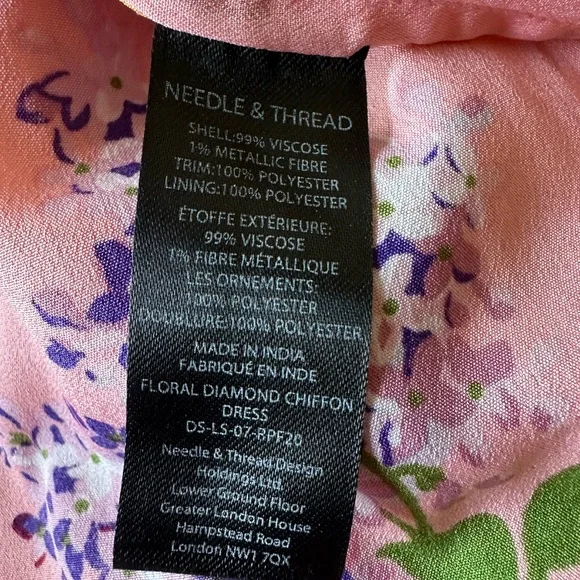 NEEDLE & THREAD
SHELL:99% VISCOSE
1% METALLIC FIBRE
TRIM:100% POLYESTER
LINING:100% POLYESTER
ÉTOFFE EXTÉRIEURE:
99% VISCOSE
1% FIBRE MÉTALLIQUE
LES ORNEMENTS:
100% POLYESTER
DOUBLURE:100% POLYESTER
MADE IN INDIA
FABRIQUÉ EN INDE
FLORAL DIAMOND CHIFFON
DRESS
DS-LS-07-RPF20
Needle & Thread Design
Holdings Ltd.
Lower Ground Floor
Greater London House
Hampstead Road
London NW1 7QX